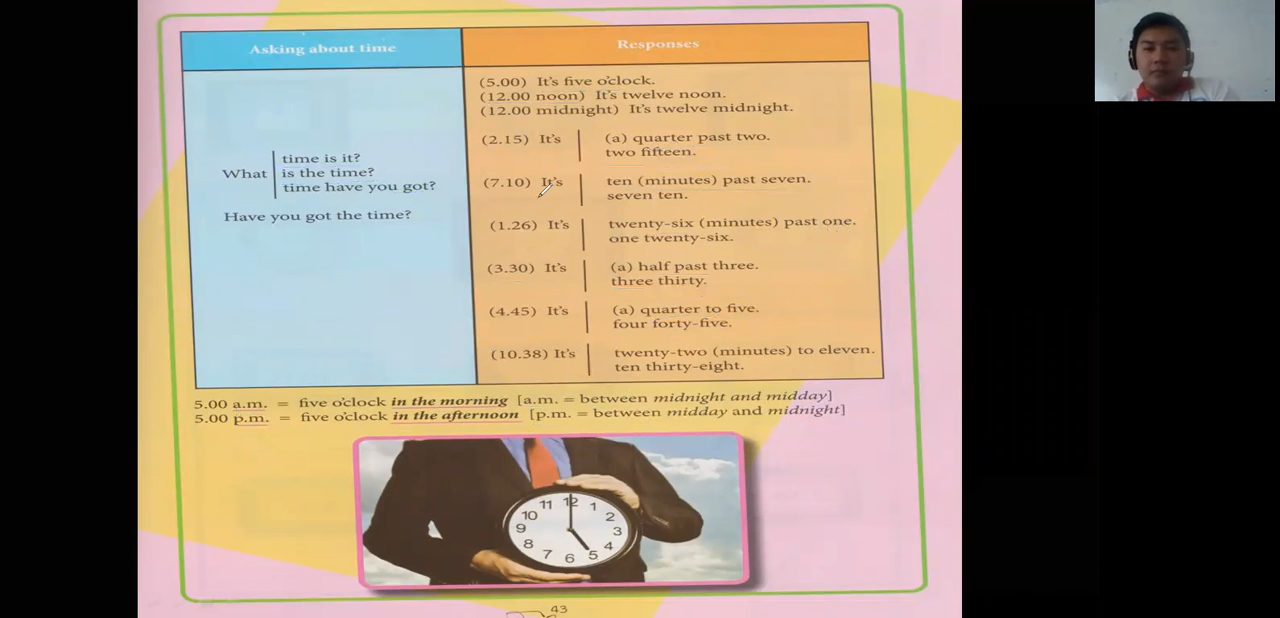 Asking about time
Responses
What
time is it?
is the time?
time have you got?
Have you got the time?
(5.00) It's five o'clock.
(12.00 noon) It's twelve noon.
(12.00 midnight) It's twelve midnight.
(2.15) It's
(a) quarter past two.
two fifteen.
(7.10) It's
ten (minutes) past seven.
seven ten.
(1.26) It's
twenty-six (minutes) past one.
one twenty-six.
(3.30) It's
(a) half past three.
three thirty.
(4.45) It's
(a) quarter to five.
four forty-five.
(10.38) It's
twenty-two (minutes) to eleven.
ten thirty-eight.
5.00 a.m. = five o'clock in the morning [a.m. = between midnight and midday]
5.00 p.m. = five o'clock in the afternoon [p.m. = between midday and midnight]
12
1
2
3
4
5
6
7
8
9
10
11
43